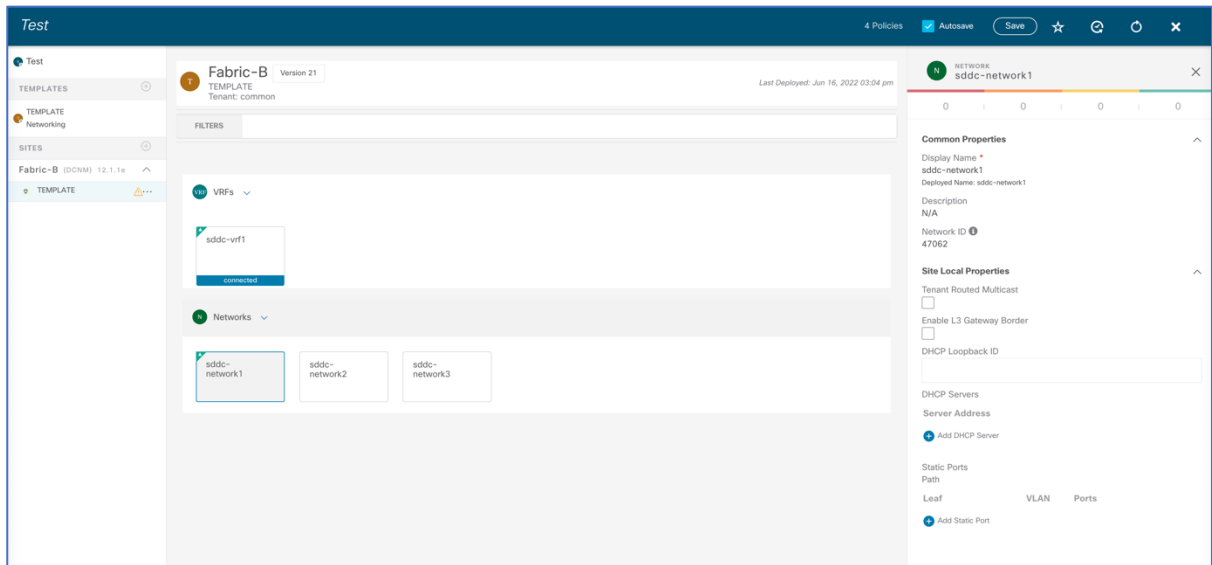 Test
4 Policies
Autosave
Save
Test
TEMPLATES
TEMPLATE
Networking
SITES
Fabric-B (DCNM) 12.1.1e
TEMPLATE
T
Fabric-B
Version 21
TEMPLATE
Tenant: common
Last Deployed: Jun 16, 2022 03:04 pm
FILTERS
VRF
VRFs
sddc-vrf1
connected
N
Networks
sddc-
network1
sddc-
network2
sddc-
network3
N
NETWORK
sddc-network1
0
0
0
0
Common Properties
Display Name *
sddc-network1
Deployed Name: sddc-network1
Description
N/A
Network ID
47062
Site Local Properties
Tenant Routed Multicast
Enable L3 Gateway Border
DHCP Loopback ID
DHCP Servers
Server Address
Add DHCP Server
Static Ports
Path
Leaf VLAN Ports
Add Static Port